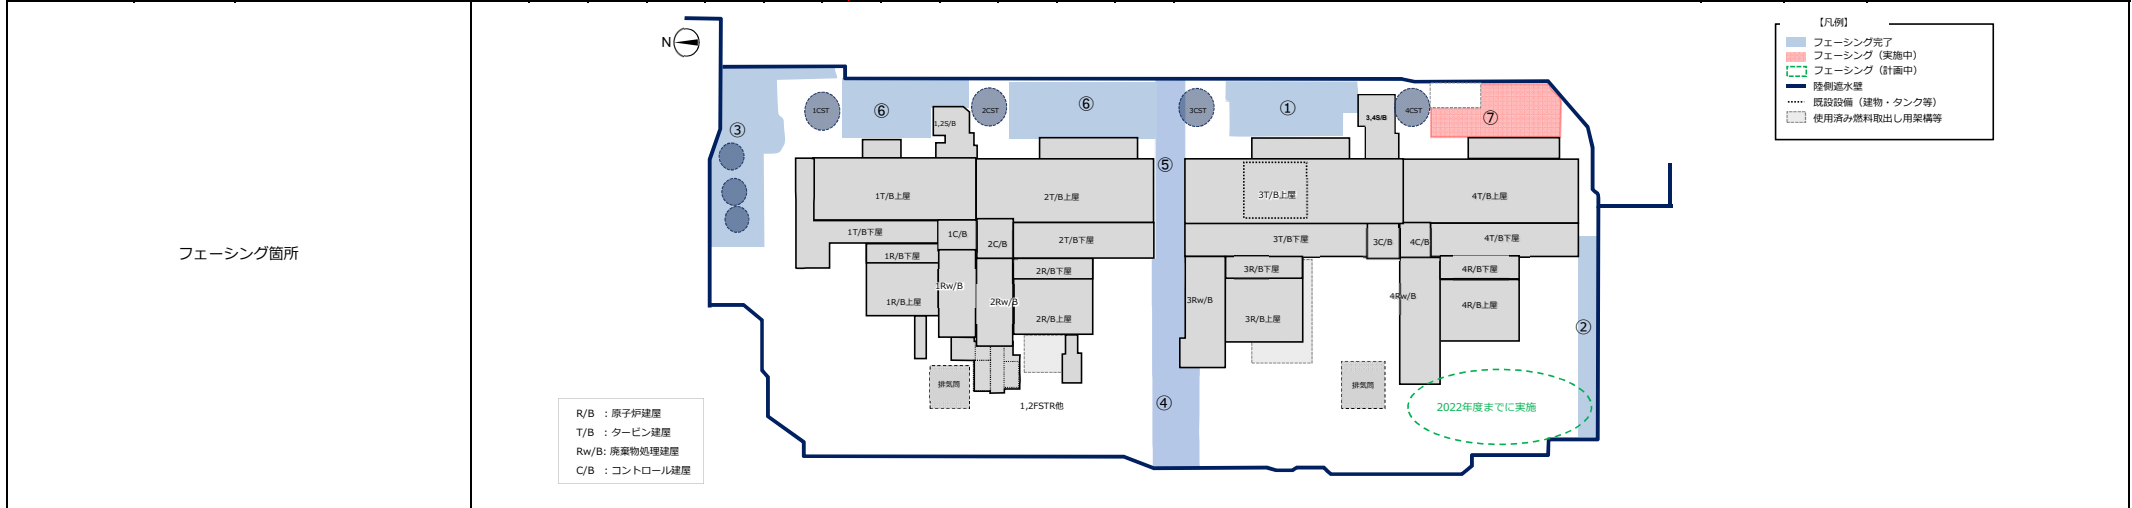 フェーシング箇所
N
【凡例】
フェーシング完了
フェーシング（実施中）
フェーシング（計画中）
陸側遮水壁
既設設備（建物・タンク等）
使用済み燃料取出し用架構等
1CST
⑥
1,2S/B
2CST
⑥
3CST
①
3,4S/B
4CST
⑦
③
⑤
1T/B上屋
2T/B上屋
3T/B上屋
4T/B上屋
1T/B下屋
1C/B
2C/B
2T/B下屋
3T/B下屋
3C/B
4C/B
4T/B下屋
1R/B下屋
2R/B下屋
3R/B下屋
4R/B下屋
1Rw/B
2Rw/B
3Rw/B
4Rw/B
1R/B上屋
2R/B上屋
3R/B上屋
4R/B上屋
②
排気筒
排気筒
1,2FSTR他
④
2022年度までに実施
R/B ：原子炉建屋
T/B ：タービン建屋
Rw/B: 廃棄物処理建屋
C/B ：コントロール建屋